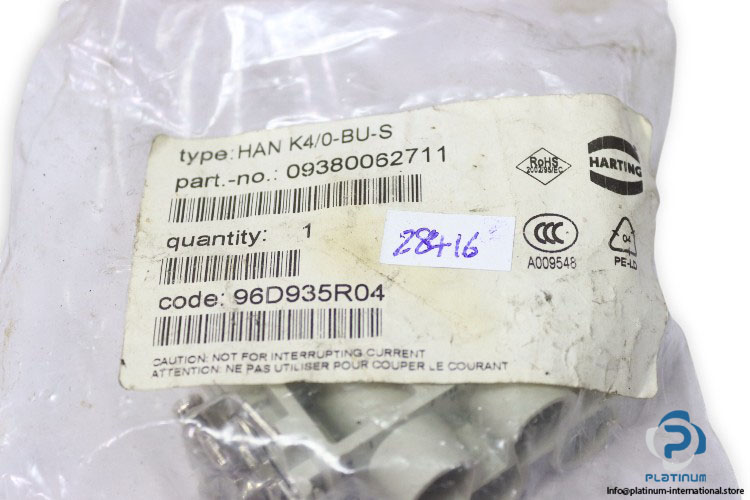 type: HAN K4/0-BU-S
part.-no.: 09380062711
RoHS
2002/95/EC
HARTING
quantity: 1
28416
CCC
A009548
04
PE-LD
code: 96D935R04
CAUTION: NOT FOR INTERRUPTING CURRENT
ATTENTION: NE PAS UTILISER POUR COUPER LE COURANT
PLATINUM
info@platinum-international.store